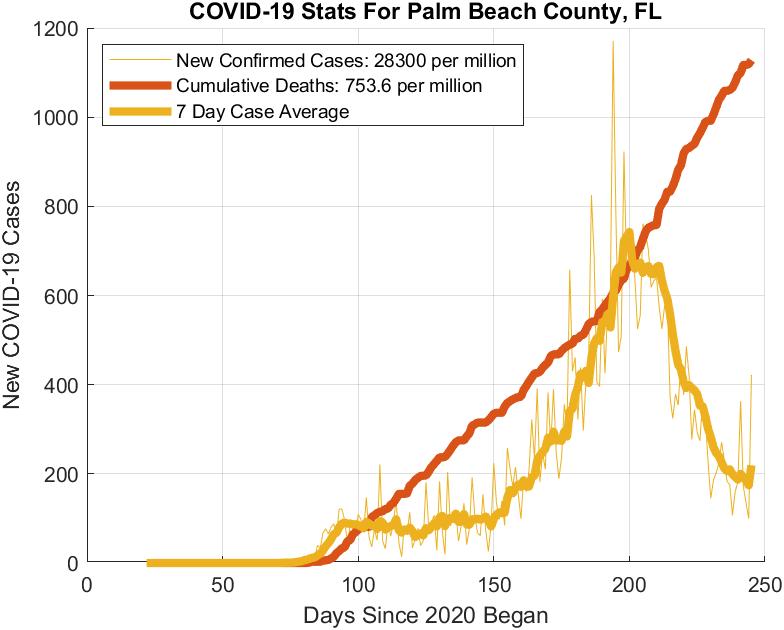 COVID-19 Stats For Palm Beach County, FL
New Confirmed Cases: 28300 per million
Cumulative Deaths: 753.6 per million
7 Day Case Average
New COVID-19 Cases
1200
1000
800
600
400
200
0
0 50 100 150 200 250
Days Since 2020 Began